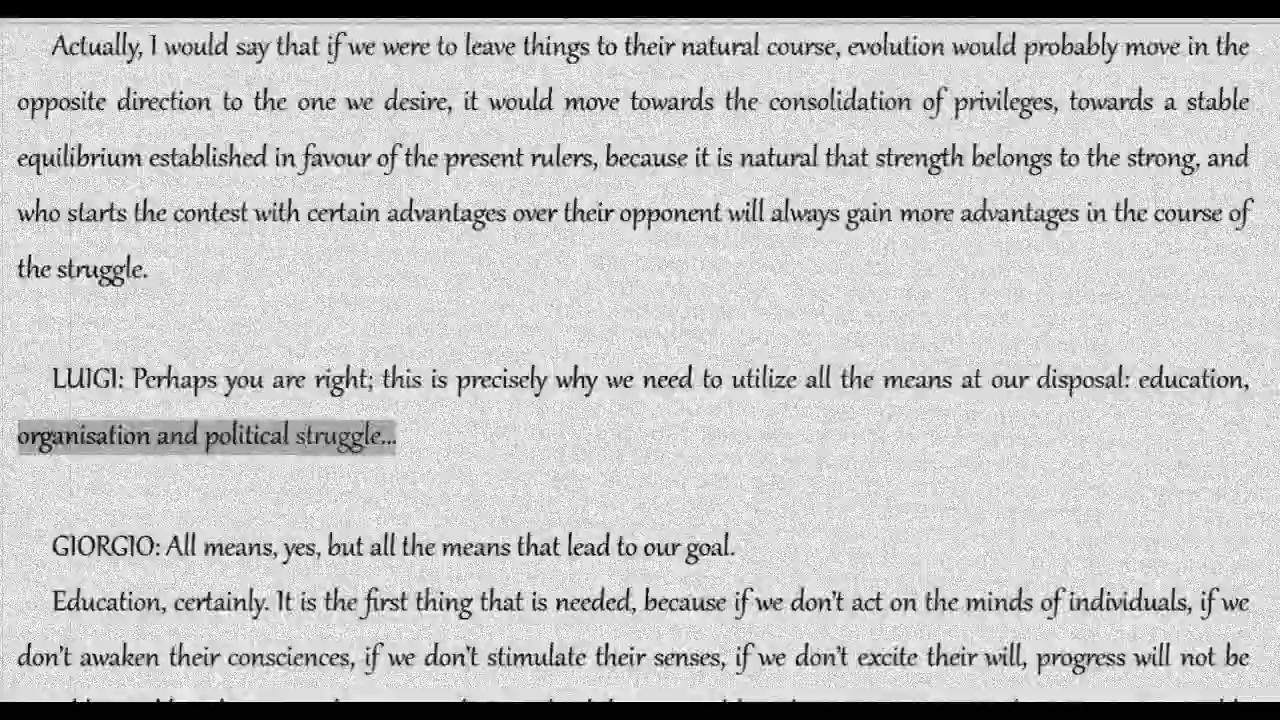 Actually, I would say that if we were to leave things to their natural course, evolution would probably move in the
opposite direction to the one we desire, it would move towards the consolidation of privileges, towards a stable
equilibrium established in favour of the present rulers, because it is natural that strength belongs to the strong, and
who starts the contest with certain advantages over their opponent will always gain more advantages in the course of
the struggle.
LUIGI: Perhaps you are right; this is precisely why we need to utilize all the means at our disposal: education,
organisation and political struggle...
GIORGIO: All means, yes, but all the means that lead to our goal.
Education, certainly. It is the first thing that is needed, because if we don't act on the minds of individuals, if we
don't awaken their consciences, if we don't stimulate their senses, if we don't excite their will, progress will not be